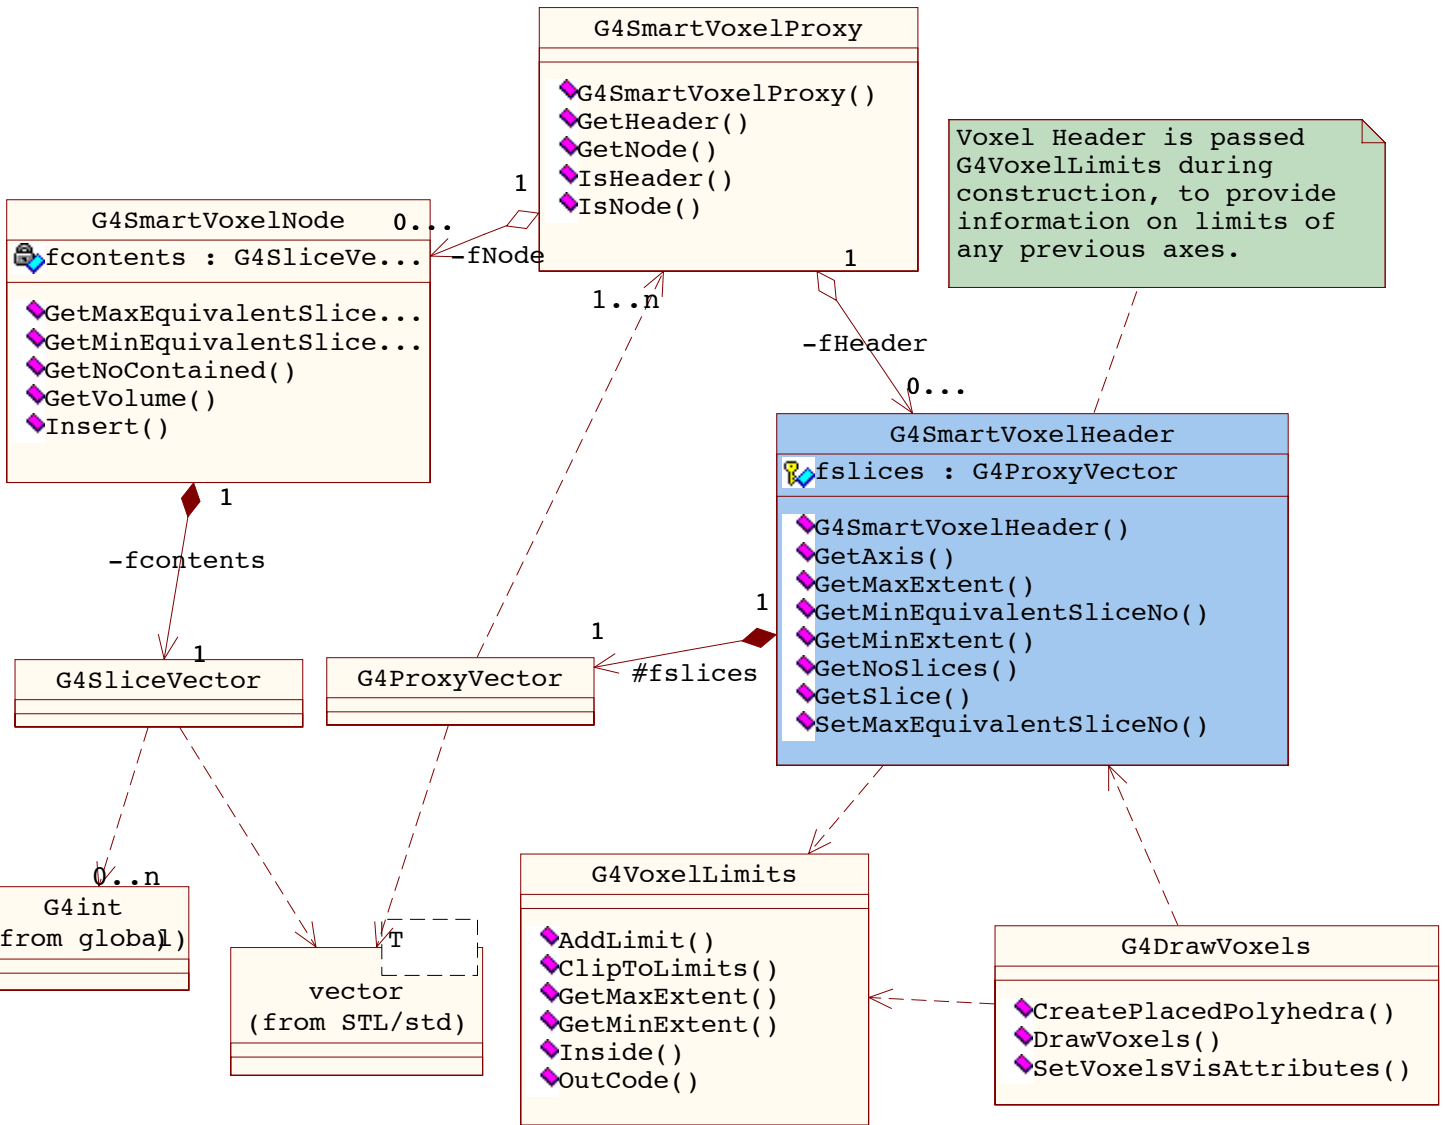 G4SmartVoxelProxy
G4SmartVoxelProxy()
GetHeader()
GetNode()
IsHeader()
IsNode()
Voxel Header is passed
G4VoxelLimits during
construction, to provide
information on limits of
any previous axes.
1
0...
-fNode
G4SmartVoxelNode
fcontents : G4SliceVe...
GetMaxEquivalentSlice...
GetMinEquivalentSlice...
GetNoContained()
GetVolume()
Insert()
1
1..n
-fHeader
0...
G4SmartVoxelHeader
fslices : G4ProxyVector
G4SmartVoxelHeader()
GetAxis()
GetMaxExtent()
GetMinEquivalentSliceNo()
GetMinExtent()
GetNoSlices()
GetSlice()
SetMaxEquivalentSliceNo()
1
-fcontents
1
1
1
#fslices
G4SliceVector
G4ProxyVector
0..n
G4int
from global)
T
vector
(from STL/std)
G4VoxelLimits
AddLimit()
ClipToLimits()
GetMaxExtent()
GetMinExtent()
Inside()
OutCode()
G4DrawVoxels
CreatePlacedPolyhedra()
DrawVoxels()
SetVoxelsVisAttributes()